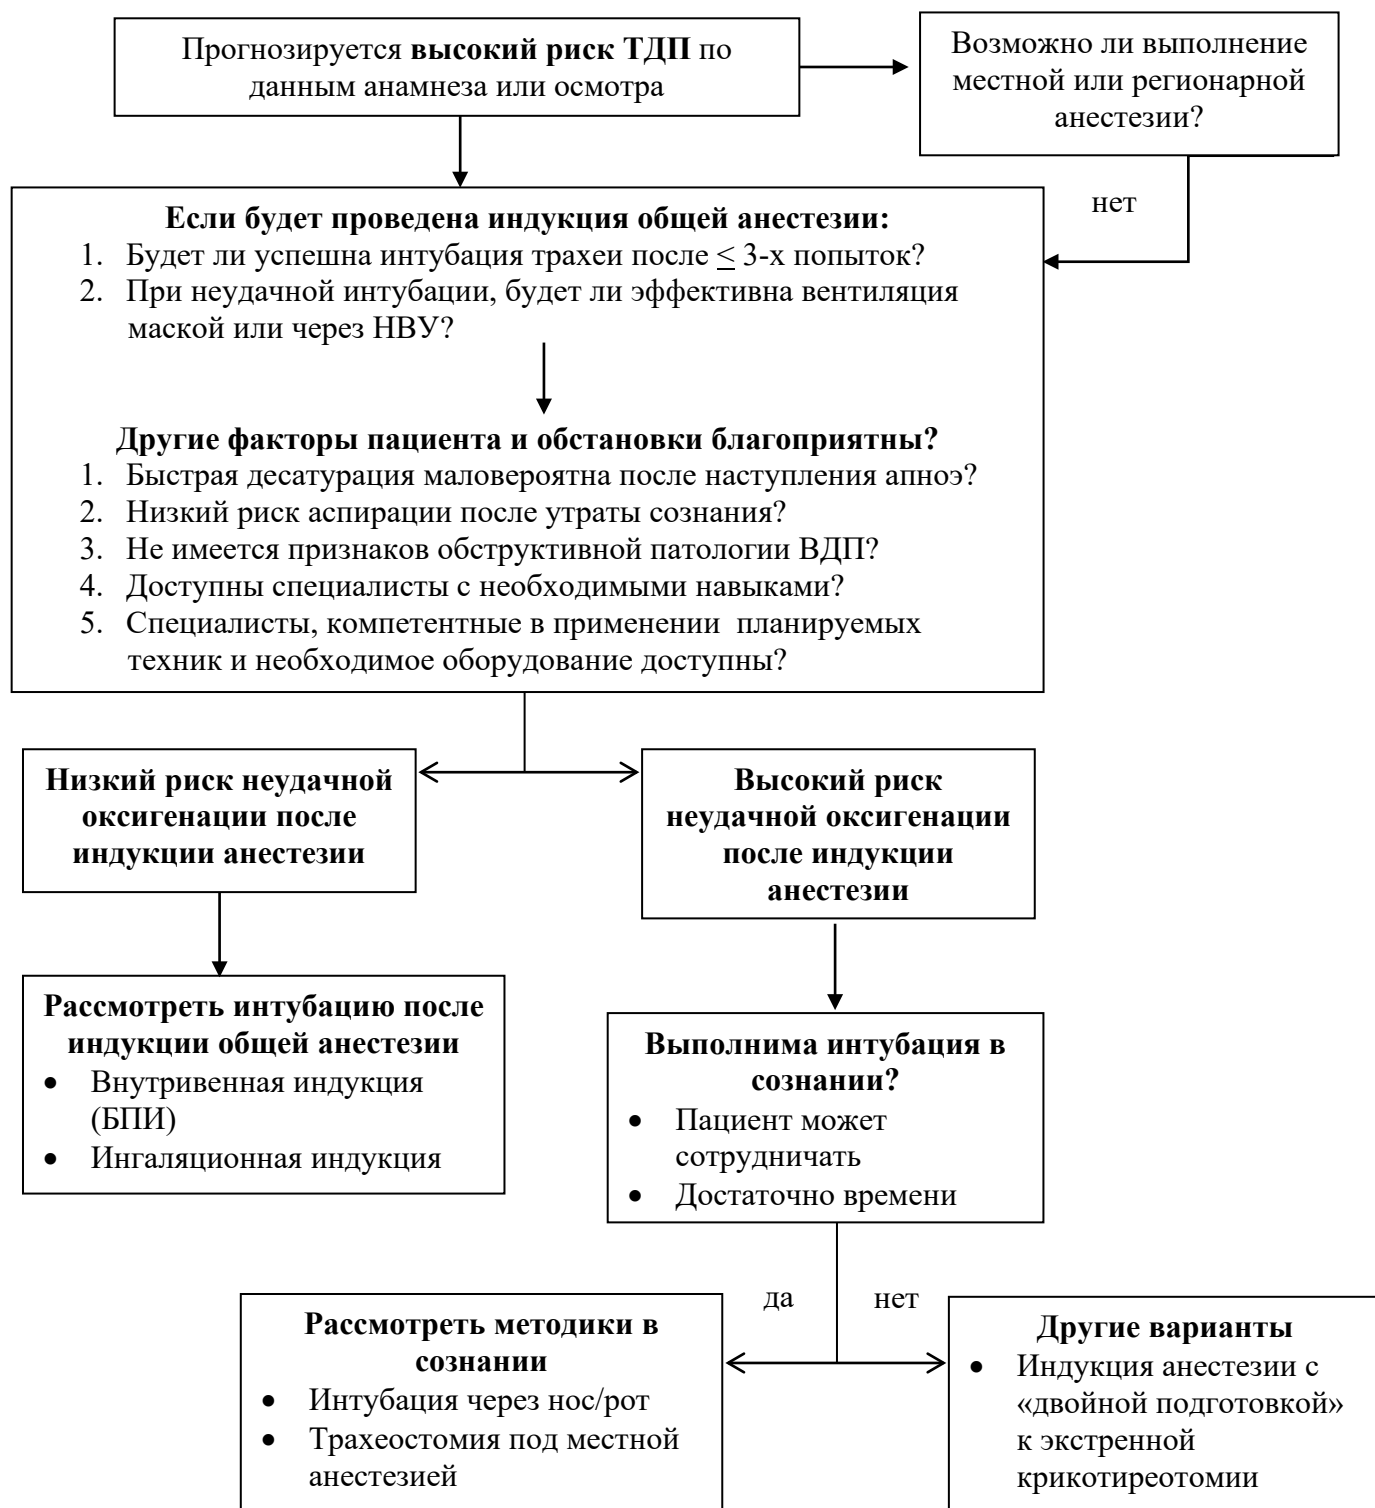 Прогнозируется высокий риск ТДП по
данным анамнеза или осмотра
Возможно ли выполнение
местной или регионарной
анестезии?
нет
Если будет проведена индукция общей анестезии:
1. Будет ли успешна интубация трахеи после ≤ 3-х попыток?
2. При неудачной интубации, будет ли эффективна вентиляция
маской или через НВУ?
Другие факторы пациента и обстановки благоприятны?
1. Быстрая десатурация маловероятна после наступления апноэ?
2. Низкий риск аспирации после утраты сознания?
3. Не имеется признаков обструктивной патологии ВДП?
4. Доступны специалисты с необходимыми навыками?
5. Специалисты, компетентные в применении планируемых
техник и необходимое оборудование доступны?
Низкий риск неудачной
оксигенации после
индукции анестезии
Высокий риск
неудачной оксигенации
после индукции
анестезии
Рассмотреть интубацию после
индукции общей анестезии
• Внутривенная индукция
(БПИ)
• Ингаляционная индукция
Выполнима интубация в
сознании?
• Пациент может
сотрудничать
• Достаточно времени
да
нет
Рассмотреть методики в
сознании
• Интубация через нос/рот
• Трахеостомия под местной
анестезией
Другие варианты
• Индукция анестезии с
«двойной подготовкой»
к экстренной
крикотиреотомии